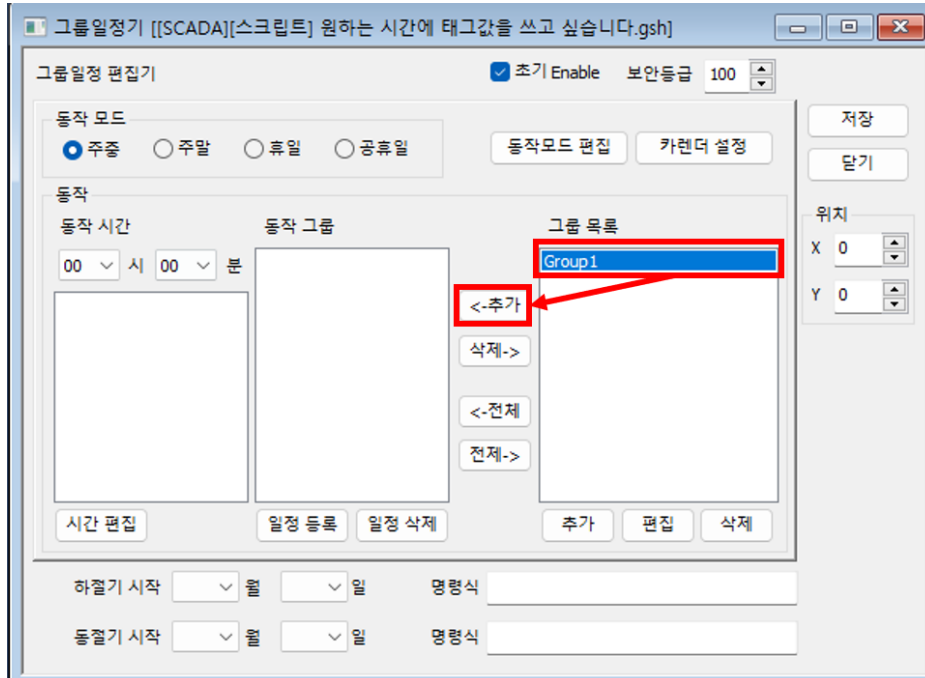 그룹일정기 [[SCADA][스크립트] 원하는 시간에 태그값을 쓰고 싶습니다.gsh]
그룹일정 편집기
초기 Enable 보안등급 100
동작 모드
주중 주말 휴일 공휴일
동작모드 편집 카렌더 설정
저장
닫기
동작
동작 시간 동작 그룹 그룹 목록
위치
00 시 00 분
Group1
X 0
Y 0
<-추가
삭제->
<-전체
전제->
시간 편집 일정 등록 일정 삭제 추가 편집 삭제
하절기 시작 월 일 명령식
동절기 시작 월 일 명령식